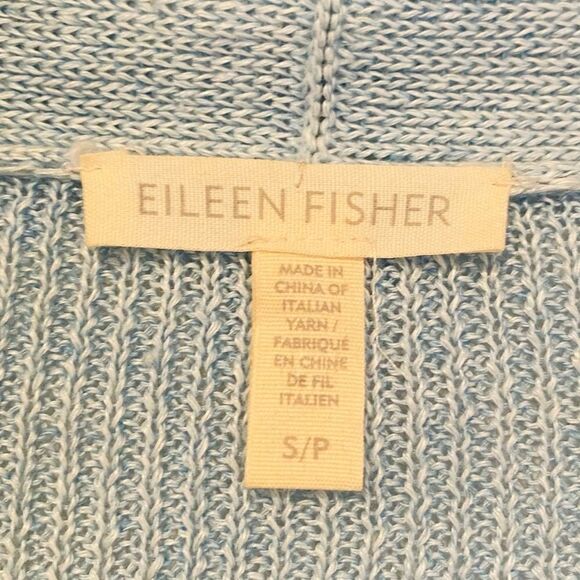 EILEEN FISHER
MADE IN
CHINA OF
ITALIAN
YARN /
FABRIQUÉ
EN CHINE
DE FIL
ITALIEN
S/P